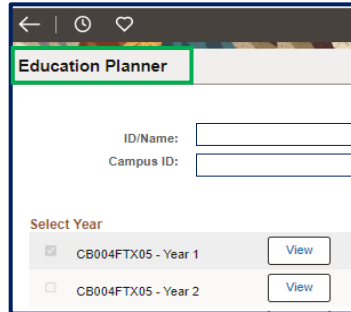 Education Planner
ID/Name:
Campus ID:
Select Year
CB004FTX05 - Year 1 View
CB004FTX05 - Year 2 View